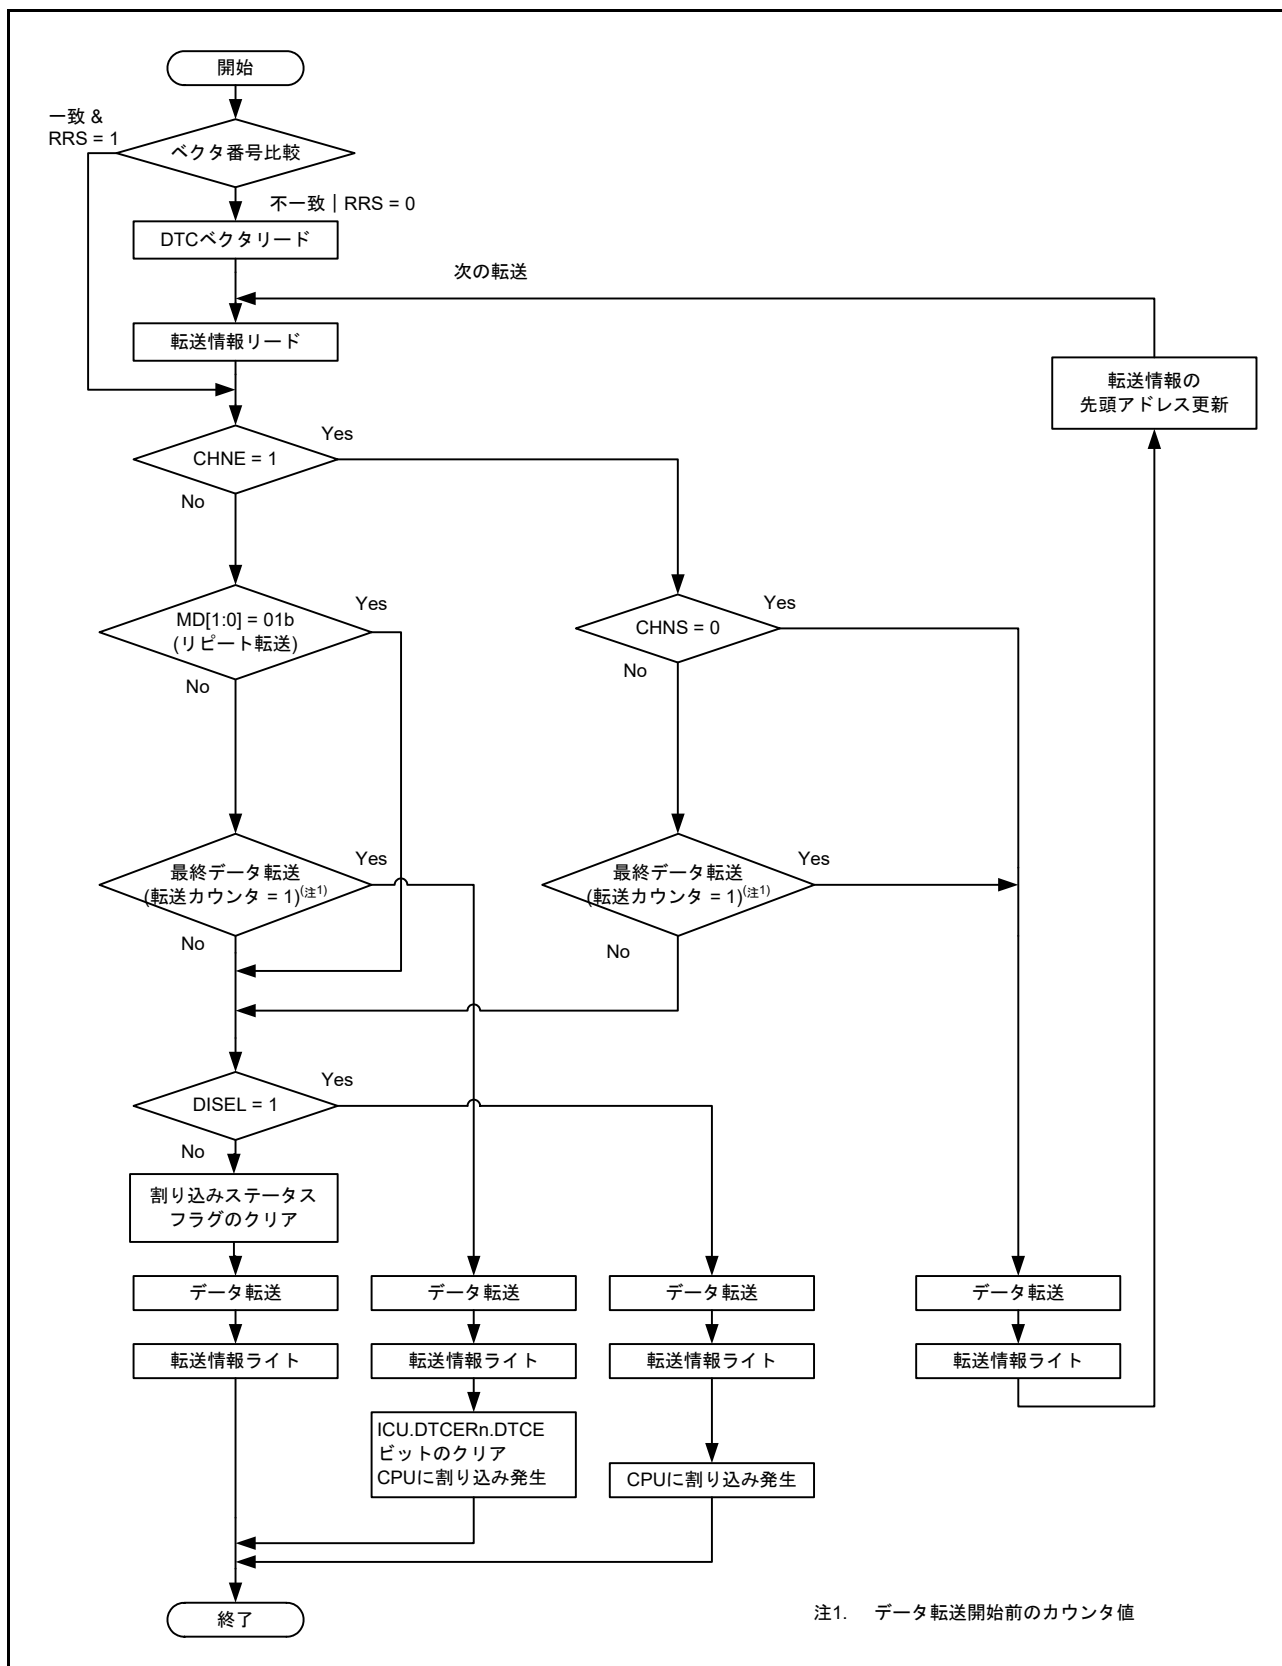 開始
一致 &
RRS = 1
ベクタ番号比較
不一致 | RRS = 0
DTCベクタリード
次の転送
転送情報リード
転送情報の
先頭アドレス更新
CHNE = 1
Yes
No
MD[1:0] = 01b
(リピート転送)
Yes
No
CHNS = 0
Yes
No
最終データ転送
(転送カウンタ = 1)(注1)
Yes
No
最終データ転送
(転送カウンタ = 1)(注1)
Yes
No
DISEL = 1
Yes
No
割り込みステータス
フラグのクリア
データ転送
データ転送
データ転送
データ転送
転送情報ライト
転送情報ライト
転送情報ライト
転送情報ライト
ICU.DTCERn.DTCE
ビットのクリア
CPUに割り込み発生
CPUに割り込み発生
終了
注1. データ転送開始前のカウンタ値